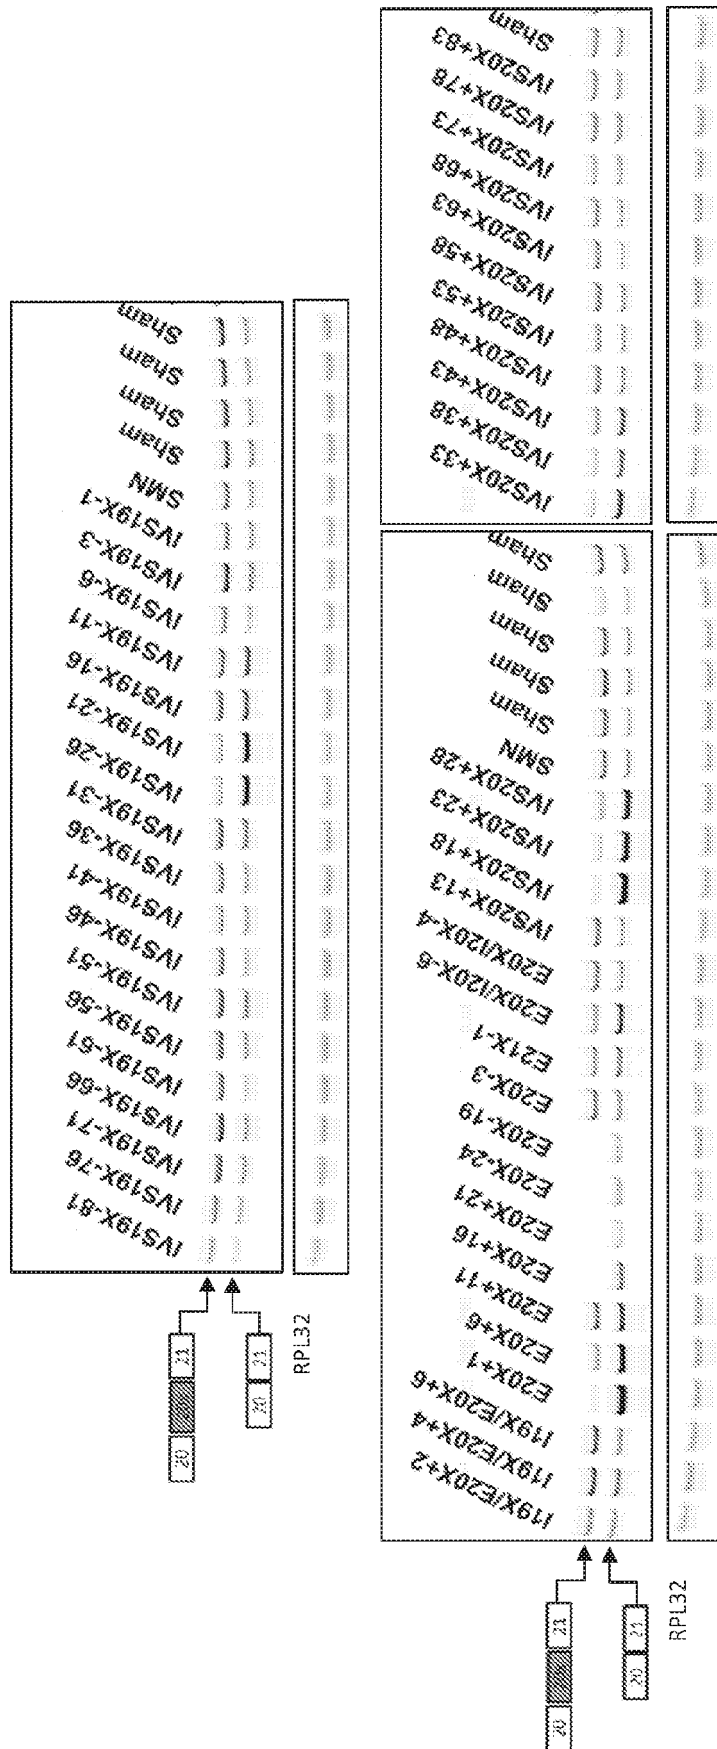 IVS19X-81
IVS19X-76
IVS19X-71
IVS19X-66
IVS19X-61
IVS19X-56
IVS19X-51
IVS19X-46
IVS19X-41
IVS19X-36
IVS19X-31
IVS19X-26
IVS19X-21
IVS19X-16
IVS19X-11
IVS19X-6
IVS19X-3
IVS19X-1
SMN
Sham
Sham
Sham
Sham
20 21
20 21
RPL32
I19X/E20X+2
I19X/E20X+4
I19X/E20X+6
E20X+1
E20X+6
E20X+11
E20X+16
E20X+21
E20X-24
E20X-19
E20X-3
E21X-1
E20X/I20X-6
E20X/I20X-4
IVS20X+13
IVS20X+18
IVS20X+23
IVS20X+28
SMN
Sham
Sham
Sham
Sham
IVS20X+33
IVS20X+38
IVS20X+43
IVS20X+48
IVS20X+53
IVS20X+58
IVS20X+63
IVS20X+68
IVS20X+73
IVS20X+78
IVS20X+83
Sham
20 21
20 21
RPL32